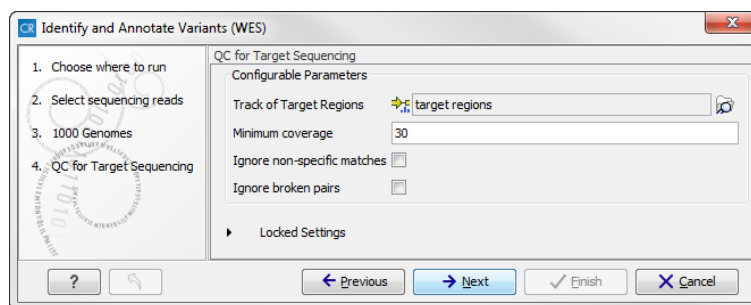 CR Identify and Annotate Variants (WES)
x
1. Choose where to run
2. Select sequencing reads
3. 1000 Genomes
4. QC for Target Sequencing
QC for Target Sequencing
Configurable Parameters
Track of Target Regions target regions
Minimum coverage 30
Ignore non-specific matches
Ignore broken pairs
Locked Settings
? Previous Next Finish Cancel